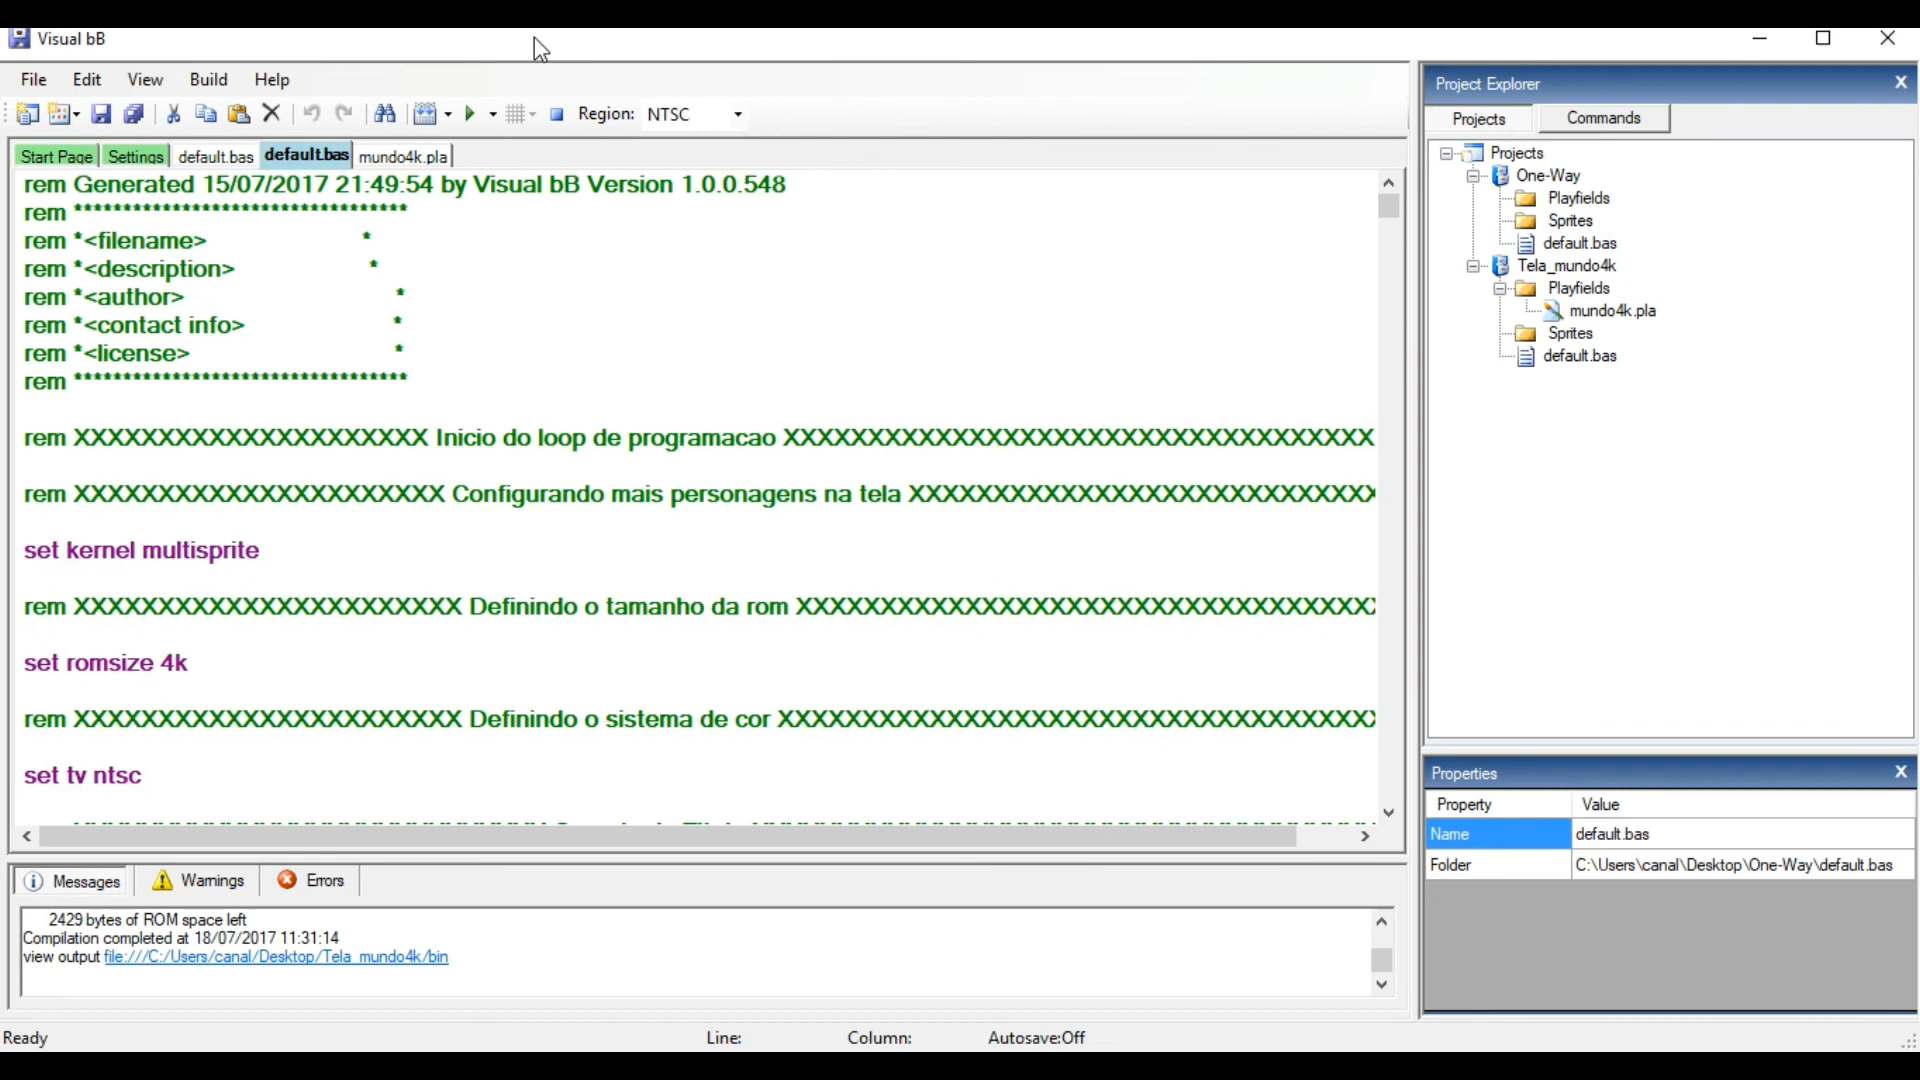 Visual bB
File Edit View Build Help
Region: NTSC
Start Page Settings default.bas default.bas mundo4k.pla
rem Generated 15/07/2017 21:49:54 by Visual bB Version 1.0.0.548
rem **********************************
rem *<filename> *
rem *<description> *
rem *<author> *
rem *<contact info> *
rem *<license> *
rem **********************************
rem XXXXXXXXXXXXXXXXXXXXX Inicio do loop de programacao XXXXXXXXXXXXXXXXXXXXXXXXXXXXXXXXXXX
rem XXXXXXXXXXXXXXXXXXXXXX Configurando mais personagens na tela XXXXXXXXXXXXXXXXXXXXXXXXXXXX
set kernel multisprite
rem XXXXXXXXXXXXXXXXXXXXXXX Definindo o tamanho da rom XXXXXXXXXXXXXXXXXXXXXXXXXXXXXXXXXX
set romsize 4k
rem XXXXXXXXXXXXXXXXXXXXXXX Definindo o sistema de cor XXXXXXXXXXXXXXXXXXXXXXXXXXXXXXXXXXX
set tv ntsc
Messages Warnings Errors
2429 bytes of ROM space left
Compilation completed at 18/07/2017 11:31:14
view output file:///C:/Users/canal/Desktop/Tela_mundo4k/bin
Ready Line: Column: Autosave:Off
Project Explorer X
Projects Commands
Projects
One-Way
Playfields
Sprites
default.bas
Tela_mundo4k
Playfields
mundo4k.pla
Sprites
default.bas
Properties X
Property Value
Name default.bas
Folder C:\Users\canal\Desktop\One-Way\default.bas